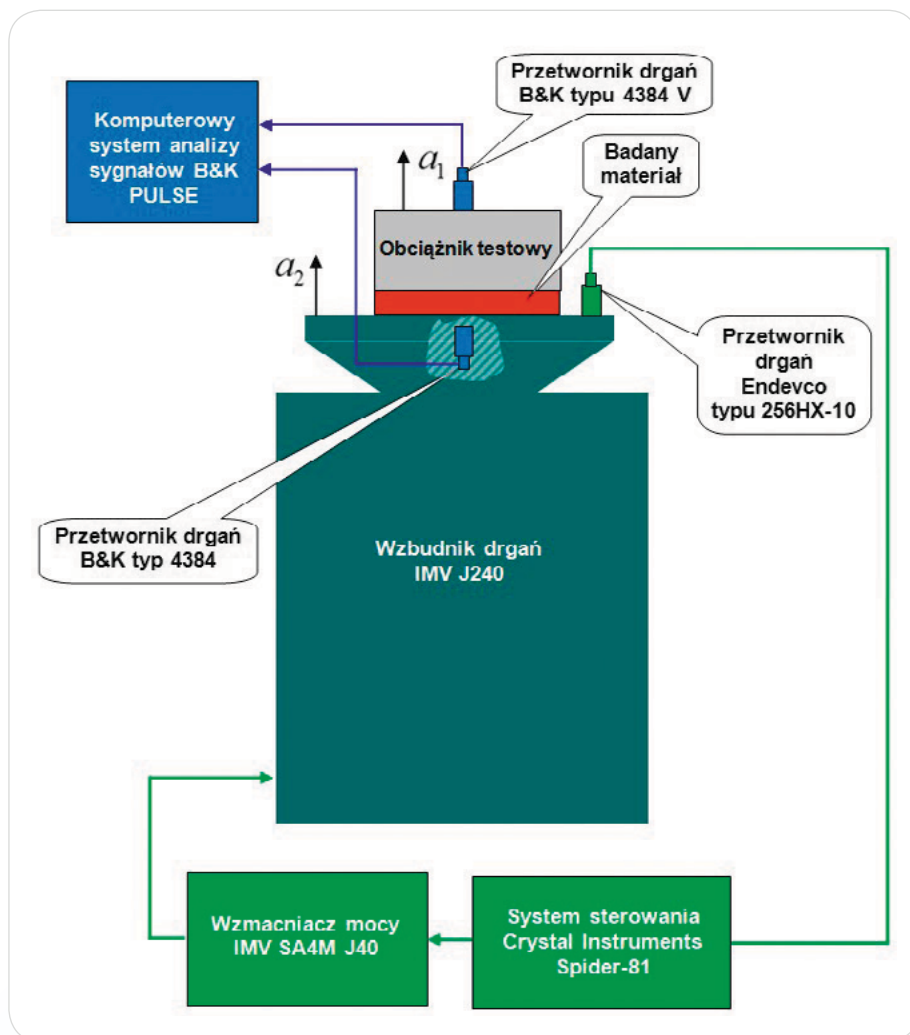 Przetwornik drgań
B&K typu 4384 V
Komputerowy
system analizy
sygnałów B&K
PULSE
Badany
materiał
a₁
Obciążnik testowy
a₂
Przetwornik
drgań
Endevco
typu 256HX-10
Przetwornik drgań
B&K typ 4384
Wzbudnik drgań
IMV J240
Wzmacniacz mocy
IMV SA4M J40
System sterowania
Crystal Instruments
Spider-81